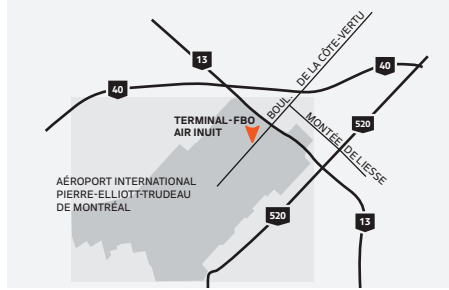 13
BOUL. DE LA CÔTE-VERTU
40
40
TERMINAL-FBO
AIR INUIT
520
MONTÉE DE LIESSE
AÉROPORT INTERNATIONAL
PIERRE-ELLIOTT-TRUDEAU
DE MONTRÉAL
520
13